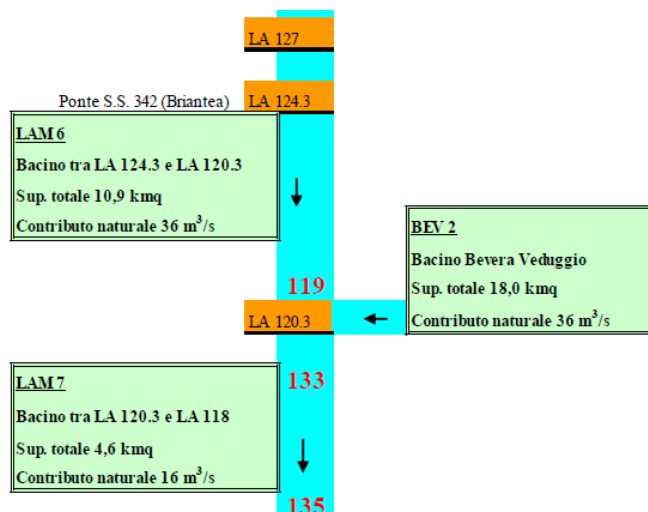 LA 127
Ponte S.S. 342 (Briantea) LA 124.3
LAM 6
Bacino tra LA 124.3 e LA 120.3
Sup. totale 10,9 kmq
Contributo naturale 36 m³/s
BEV 2
Bacino Bevera Veduggio
Sup. totale 18,0 kmq
Contributo naturale 36 m³/s
119
LA 120.3
133
LAM 7
Bacino tra LA 120.3 e LA 118
Sup. totale 4,6 kmq
Contributo naturale 16 m³/s
135